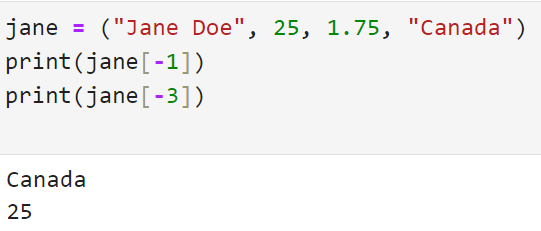 jane = ("Jane Doe", 25, 1.75, "Canada")
print(jane[-1])
print(jane[-3])
Canada
25